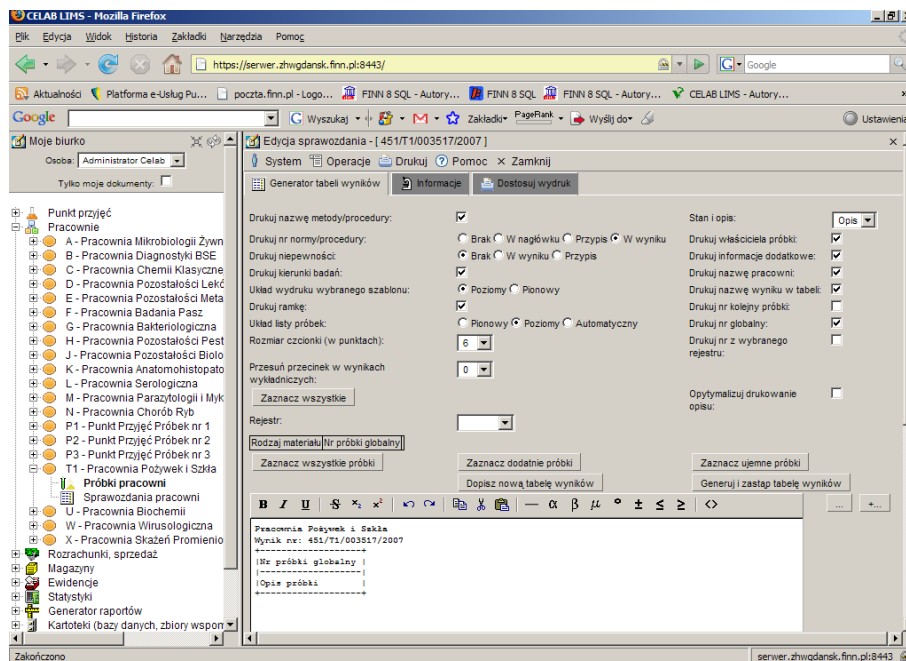 CELAB LIMS - Mozilla Firefox
Plik Edycja Widok Historia Zakładki Narzędzia Pomoc
https://serwer.zhwgdansk.finn.pl:8443/ Google
Aktualności Platforma e-Usług Pu... poczta.finn.pl - Logo... FINN 8 SQL - Autory... FINN 8 SQL - Autory... CELAB LIMS - Autory...
Google Wyszukaj Zakładki PageRank Wyślij do Ustawienia
Moje biurko
Osoba: Administrator Celab
Tylko moje dokumenty:
Punkt przyjęć
Pracownie
A - Pracownia Mikrobiologii Żywn
B - Pracownia Diagnostyki BSE
C - Pracownia Chemii Klasyczne
D - Pracownia Pozostałości Lekó
E - Pracownia Pozostałości Meta
F - Pracownia Badania Pasz
G - Pracownia Bakteriologiczna
H - Pracownia Pozostałości Pest
J - Pracownia Pozostałości Biolo
K - Pracownia Anatomohistopato
L - Pracownia Serologiczna
M - Pracownia Parazytologii i Myk
N - Pracownia Chorób Ryb
P1 - Punkt Przyjęć Próbek nr 1
P2 - Punkt Przyjęć Próbek nr 2
P3 - Punkt Przyjęć Próbek nr 3
T1 - Pracownia Pożywek i Szkła
Próbki pracowni
Sprawozdania pracowni
U - Pracownia Biochemii
W - Pracownia Wirusologiczna
X - Pracownia Skażeń Promienio
Rozrachunki, sprzedaż
Magazyny
Ewidencje
Statystyki
Generator raportów
Kartoteki (bazy danych, zbiory wspom
Edycja sprawozdania - [ 451/T1/003517/2007 ]
System Operacje Drukuj Pomoc Zamknij
Generator tabeli wyników Informacje Dostosuj wydruk
Drukuj nazwę metody/procedury: Stan i opis: Opis
Drukuj nr normy/procedury: Brak W nagłówku Przypis W wyniku Drukuj właściciela próbki:
Drukuj niepewności: Brak W wyniku Przypis Drukuj informacje dodatkowe:
Drukuj kierunki badań: Drukuj nazwę pracowni:
Układ wydruku wybranego szablonu: Poziomy Pionowy Drukuj nazwę wyniku w tabeli:
Drukuj ramkę: Drukuj nr kolejny próbki:
Układ listy próbek: Pionowy Poziomy Automatyczny Drukuj nr globalny:
Rozmiar czcionki (w punktach): 6 Drukuj nr z wybranego
rejestru:
Przesuń przecinek w wynikach 0
wykładniczych:
Zaznacz wszystkie Opytymalizuj drukowanie
opisu:
Rejestr:
Rodzaj materiału Nr próbki globalny
Zaznacz wszystkie próbki Zaznacz dodatnie próbki Zaznacz ujemne próbki
Dopisz nową tabelę wyników Generuj i zastąp tabelę wyników
B I U S x₂ x² — α β μ ° ± ≤ ≥ <> ... +...
Pracownia Pożywek i Szkła
Wynik nr: 451/T1/003517/2007
+-------------------+
|Nr próbki globalny |
|-------------------|
|Opis próbki |
+-------------------+
Zakończono serwer.zhwgdansk.finn.pl:8443